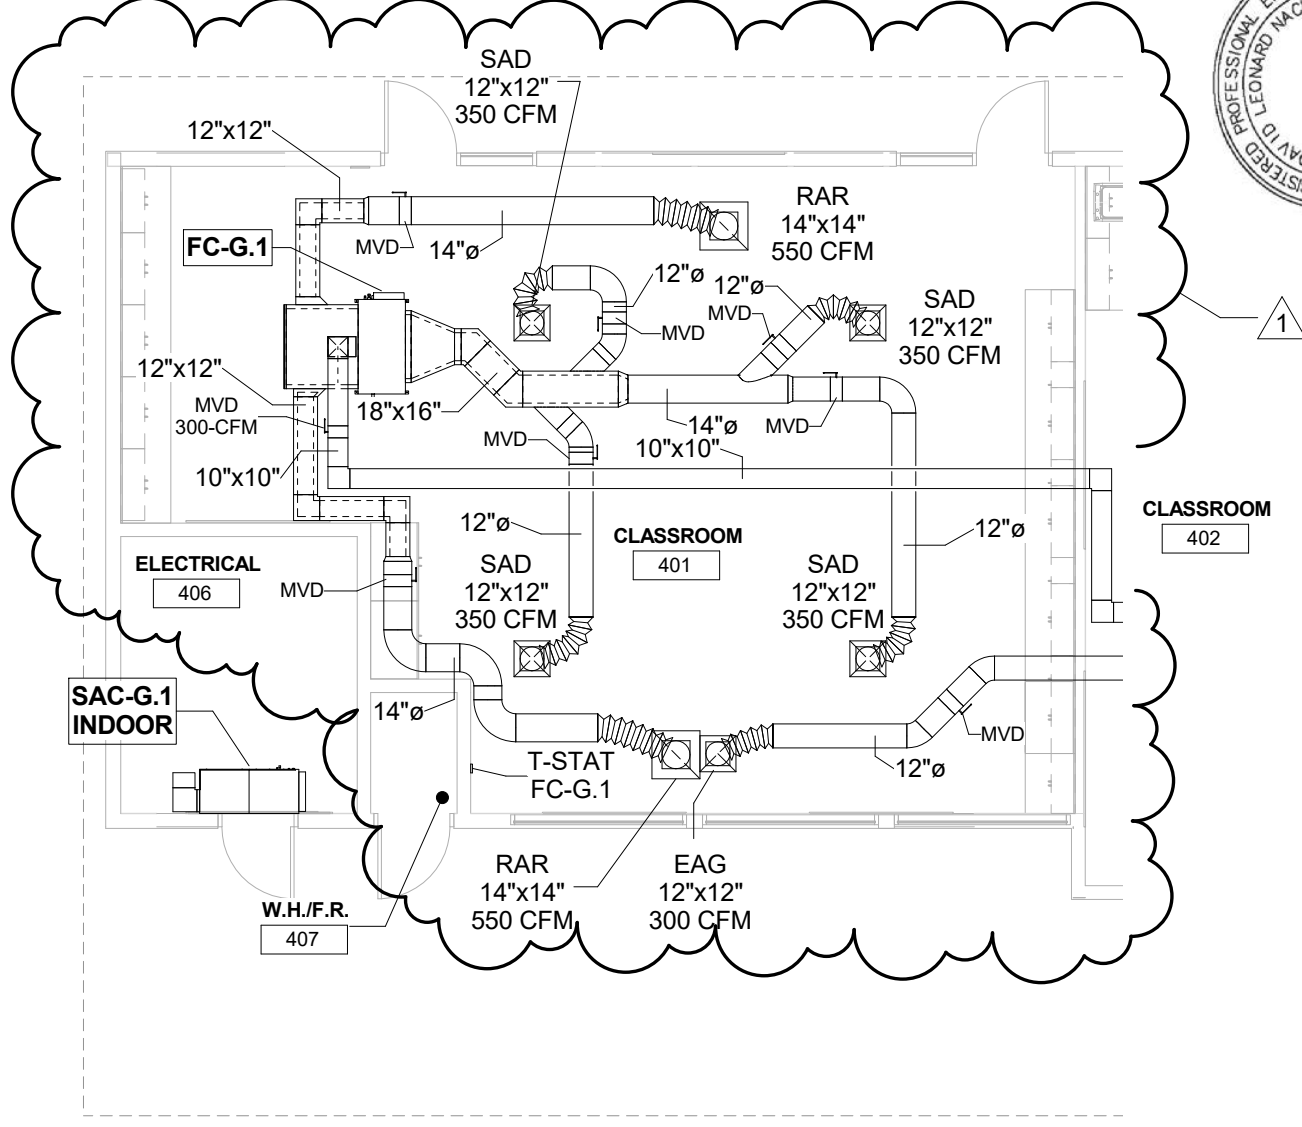 SAD
12"x12"
350 CFM
12"x12"
RAR
14"x14"
550 CFM
FC-G.1
MVD
14"ø
12"ø
MVD
12"ø
MVD
SAD
12"x12"
350 CFM
1
12"x12"
MVD
300-CFM
18"x16"
MVD
14"ø
MVD
10"x10"
10"x10"
12"ø
CLASSROOM
401
12"ø
CLASSROOM
402
ELECTRICAL
406
MVD
SAD
12"x12"
350 CFM
SAD
12"x12"
350 CFM
SAC-G.1
INDOOR
14"ø
T-STAT
FC-G.1
12"ø
MVD
RAR
14"x14"
550 CFM
EAG
12"x12"
300 CFM
W.H./F.R.
407
PROFESSIONAL
LEONARD